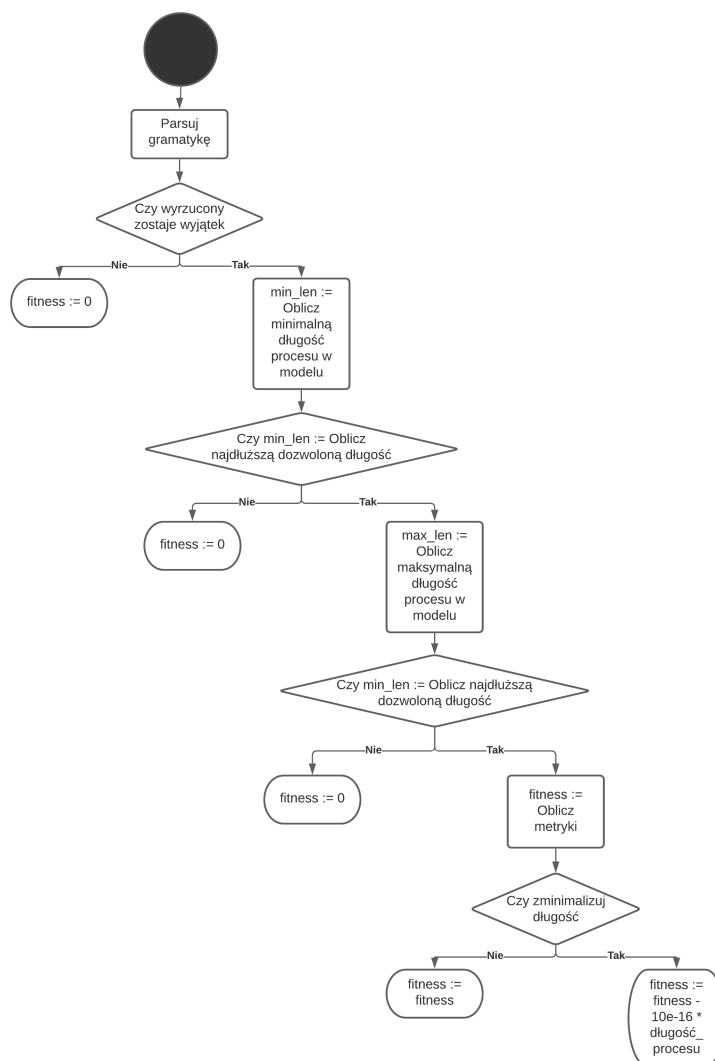 Parsuj
gramatykę
Czy wyrzucony
zostaje wyjątek
Nie
Tak
fitness := 0
min_len :=
Oblicz
minimalną
długość
procesu w
modelu
Czy min_len := Oblicz
najdłuższą dozwoloną długość
Nie
Tak
fitness := 0
max_len :=
Oblicz
maksymalną
długość
procesu w
modelu
Czy min_len := Oblicz najdłuższą
dozwoloną długość
Nie
Tak
fitness := 0
fitness :=
Oblicz
metryki
Czy zminimalizuj
długość
Nie
Tak
fitness :=
fitness
fitness :=
fitness -
10e-16 *
długość_
procesu